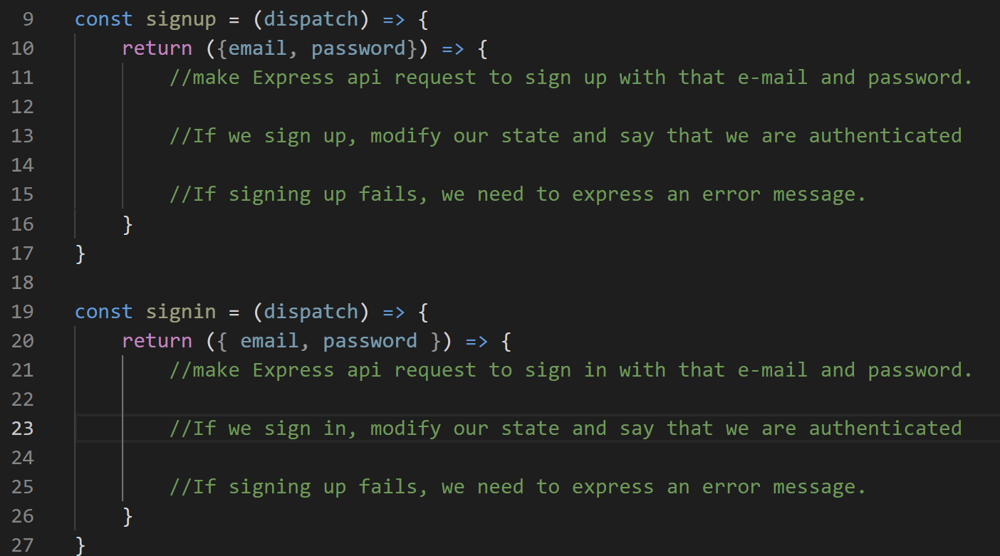 9 const signup = (dispatch) => {
10 return ({email, password}) => {
11 //make Express api request to sign up with that e-mail and password.
12
13 //If we sign up, modify our state and say that we are authenticated
14
15 //If signing up fails, we need to express an error message.
16 }
17 }
18
19 const signin = (dispatch) => {
20 return ({ email, password }) => {
21 //make Express api request to sign in with that e-mail and password.
22
23 //If we sign in, modify our state and say that we are authenticated
24
25 //If signing up fails, we need to express an error message.
26 }
27 }